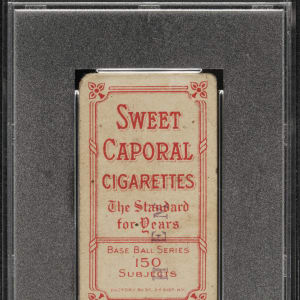 SWEET
CAPORAL
CIGARETTES
The Standard
for Years
BASE BALL SERIES
150
SUBJECTS